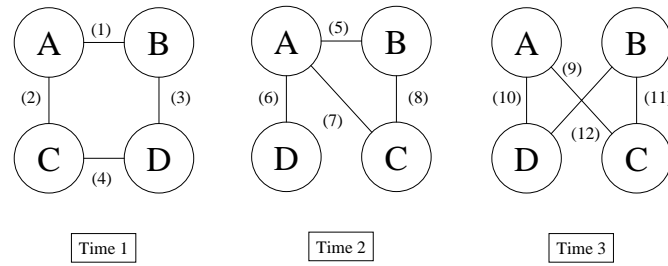 A (1) B
(2) (3)
C (4) D
Time 1
A (5) B
(6) (7) (8)
D C
Time 2
A (9) B
(10) (11)
D (12) C
Time 3